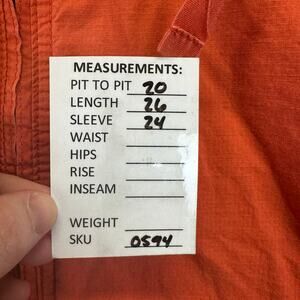 MEASUREMENTS:
PIT TO PIT 20
LENGTH 26
SLEEVE 24
WAIST
HIPS
RISE
INSEAM
WEIGHT
SKU 0594